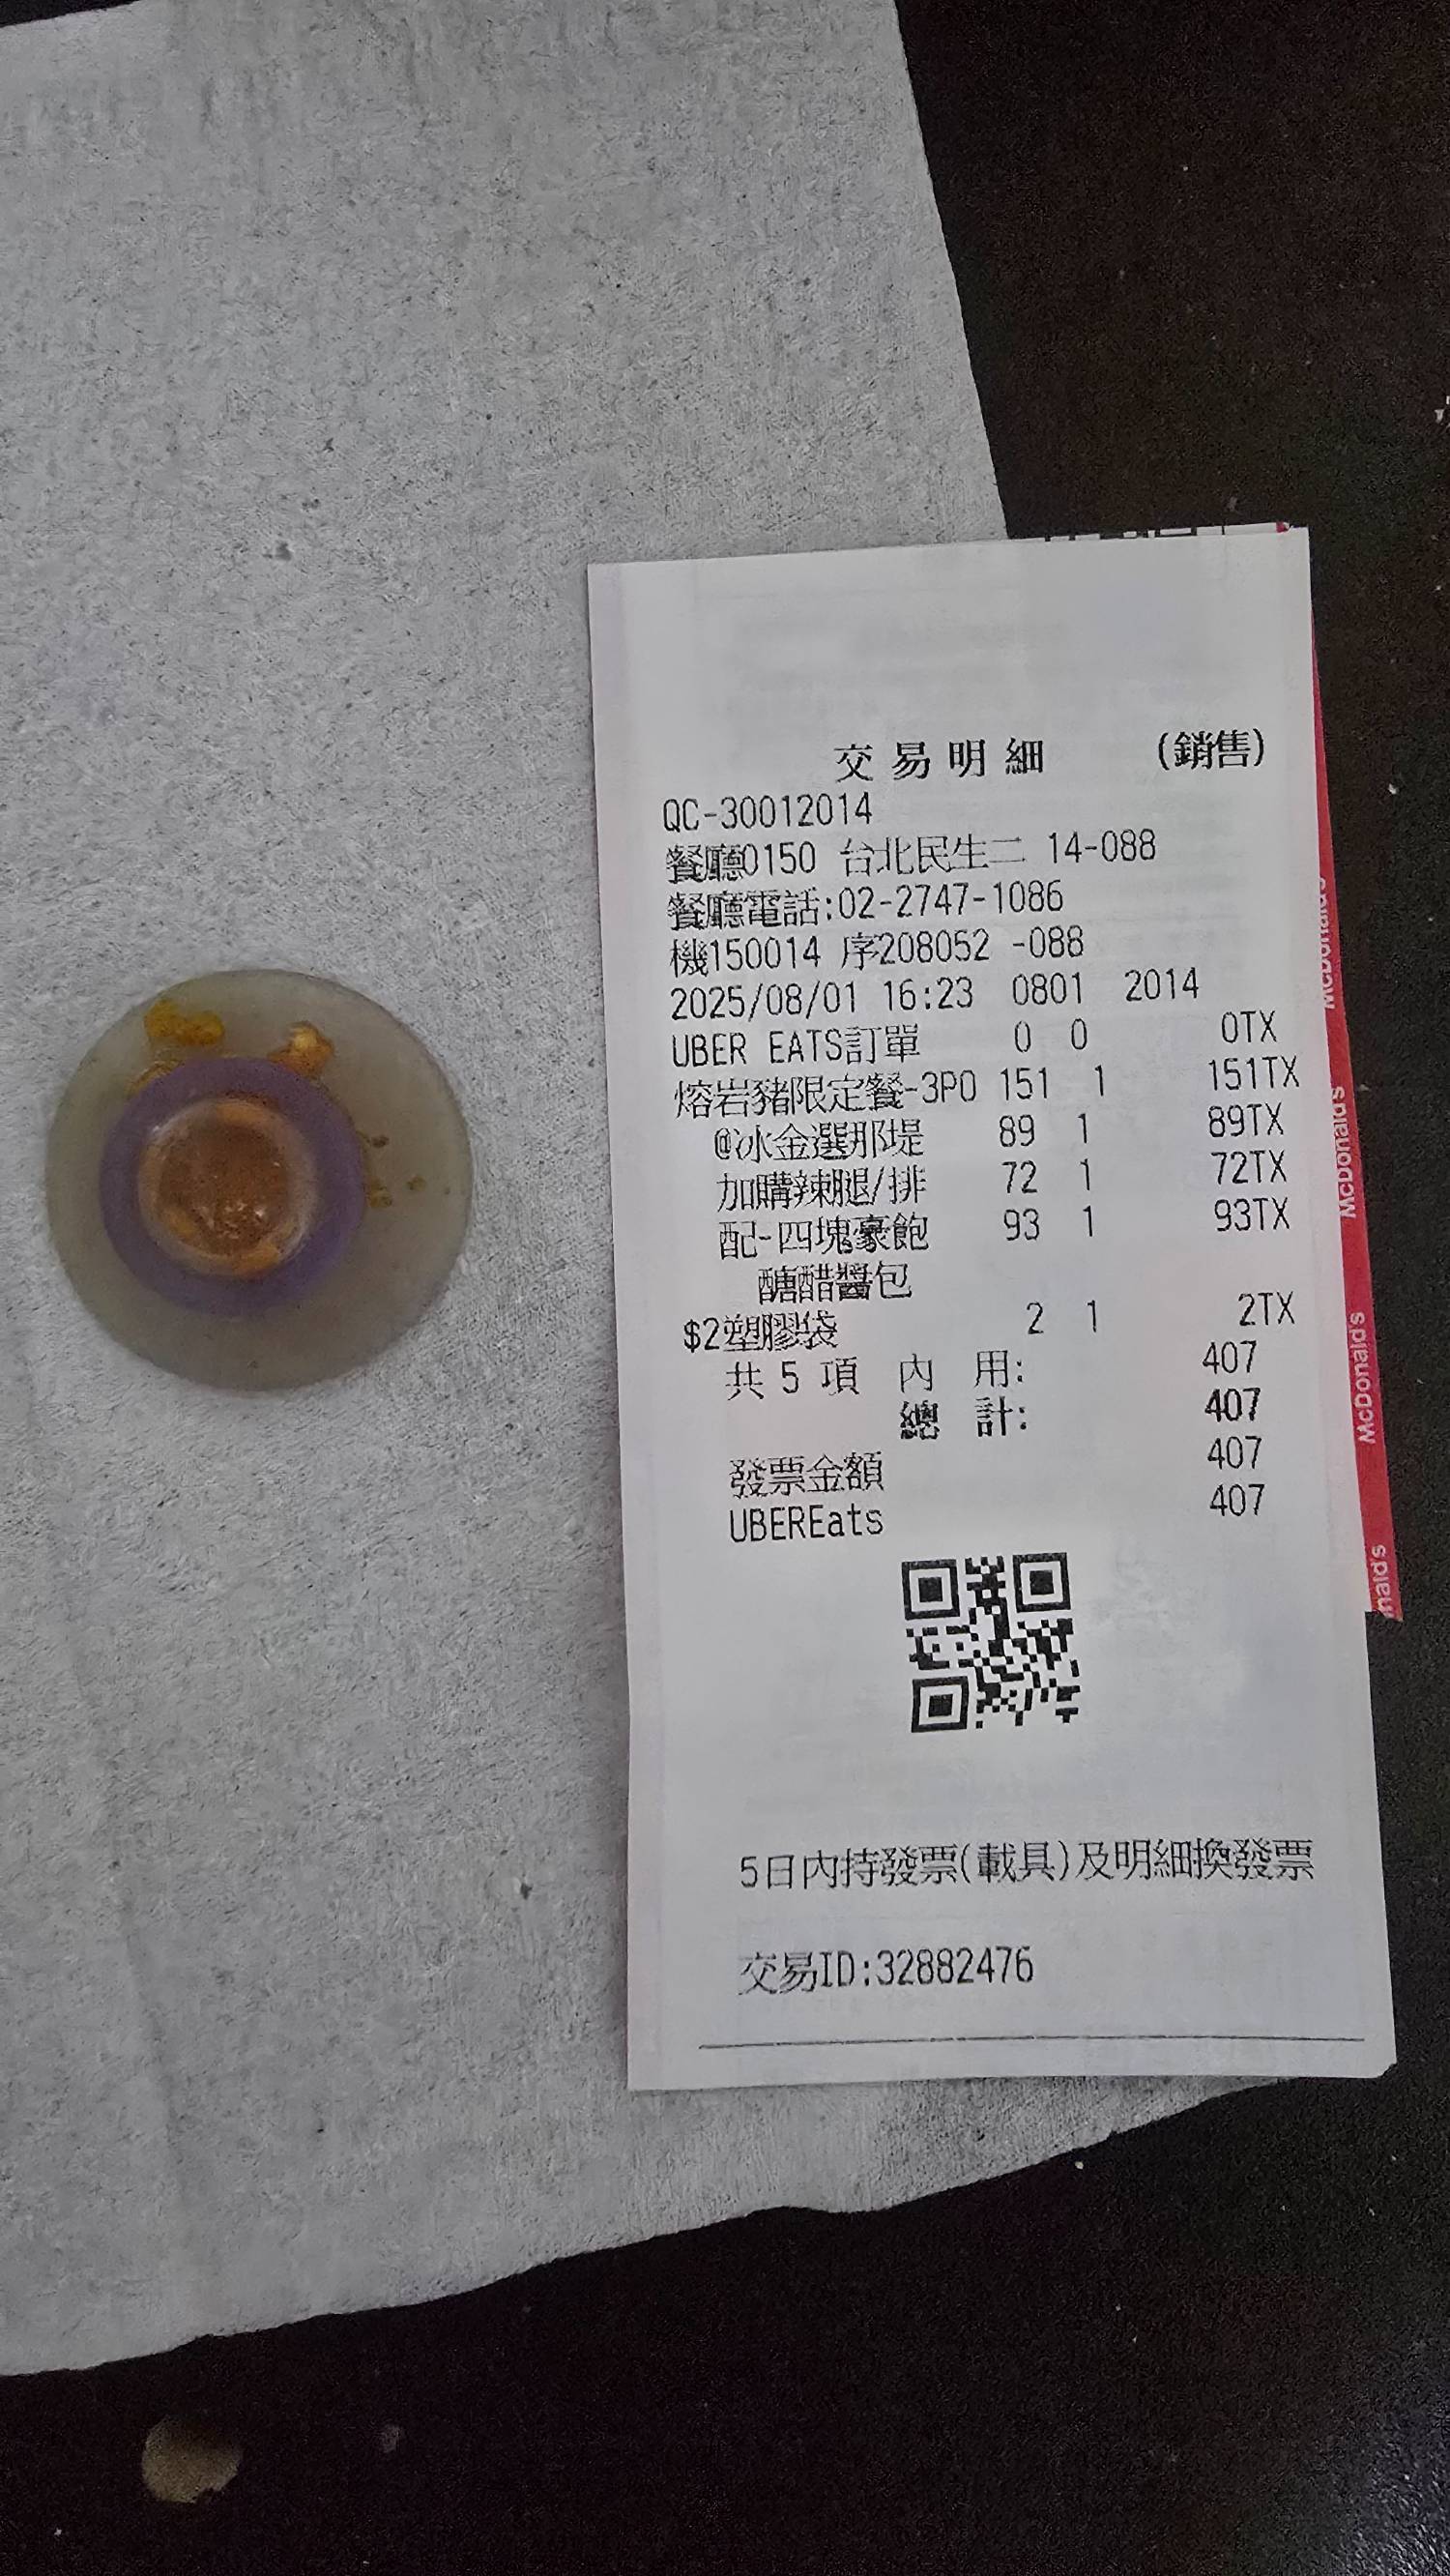 交易明細 (銷售)
QC-30012014
餐廳0150 台北民生二 14-088
餐廳電話:02-2747-1086
機150014 序208052 -088
2025/08/01 16:23 0801 2014
UBER EATS訂單 0 0 0TX
熔岩豬限定餐-3PO 151 1 151TX
@冰金選那堤 89 1 89TX
加購辣腿/排 72 1 72TX
配-四塊豪飽 93 1 93TX
醣醋醬包
$2塑膠袋 2 1 2TX
共 5 項 內 用: 407
總 計: 407
發票金額 407
UBEREats 407
5日內持發票(載具)及明細換發票
交易ID:32882476
McDonald's
McDonald's
McDonald's
nald's